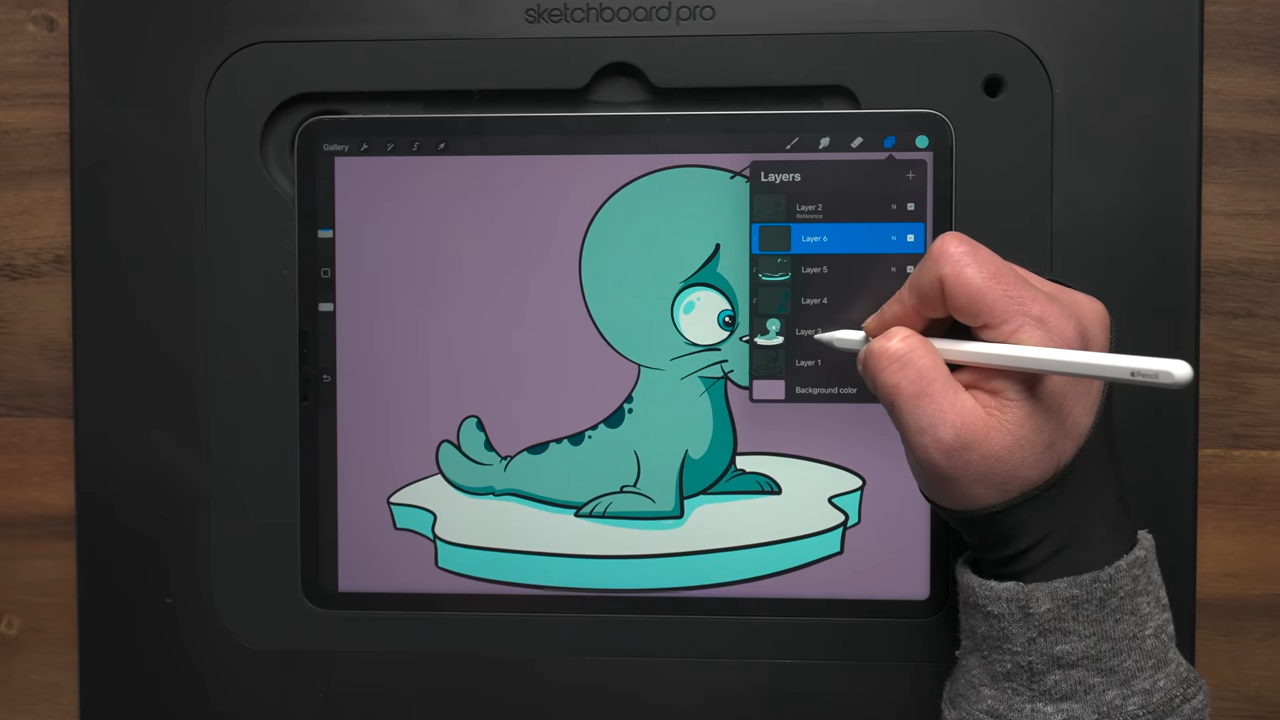 sketchboard pro
Gallery
Layers
Layer 2
Reference
N
Layer 6
N
Layer 5
N
Layer 4
Layer 3
Layer 1
Background color
Pencil